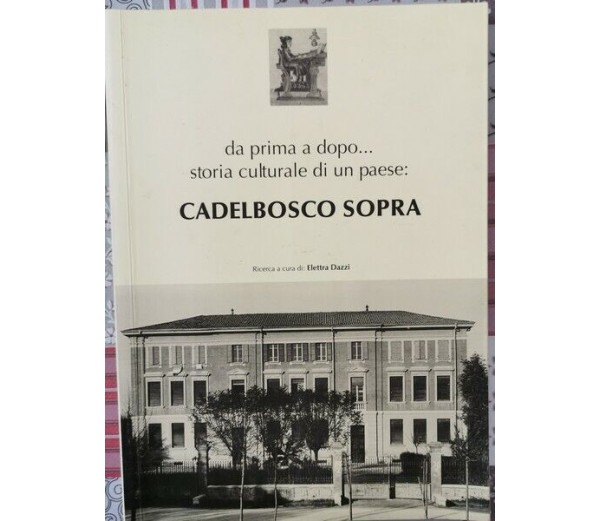 da prima a dopo...
storia culturale di un paese:
CADELBOSCO SOPRA
Ricerca a cura di: Elettra Dazzi